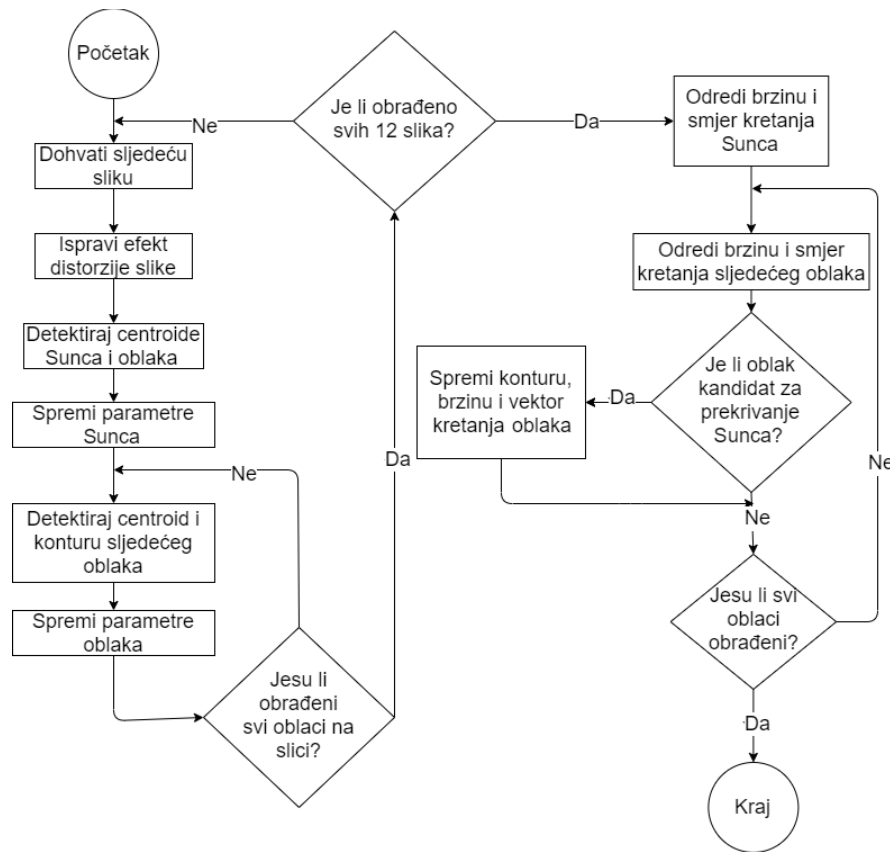 Početak
Dohvati sljedeću
sliku
Ispravi efekt
distorzije slike
Detektiraj centroide
Sunca i oblaka
Spremi parametre
Sunca
Ne
Detektiraj centroid i
konturu sljedećeg
oblaka
Spremi parametre
oblaka
Jesu li
obrađeni
svi oblaci na
slici?
Da
Je li obrađeno
svih 12 slika?
Ne
Da
Odredi brzinu i
smjer kretanja
Sunca
Odredi brzinu i smjer
kretanja sljedećeg oblaka
Je li oblak
kandidat za
prekrivanje
Sunca?
Da
Spremi konturu,
brzinu i vektor
kretanja oblaka
Ne
Jesu li svi
oblaci
obrađeni?
Ne
Da
Kraj